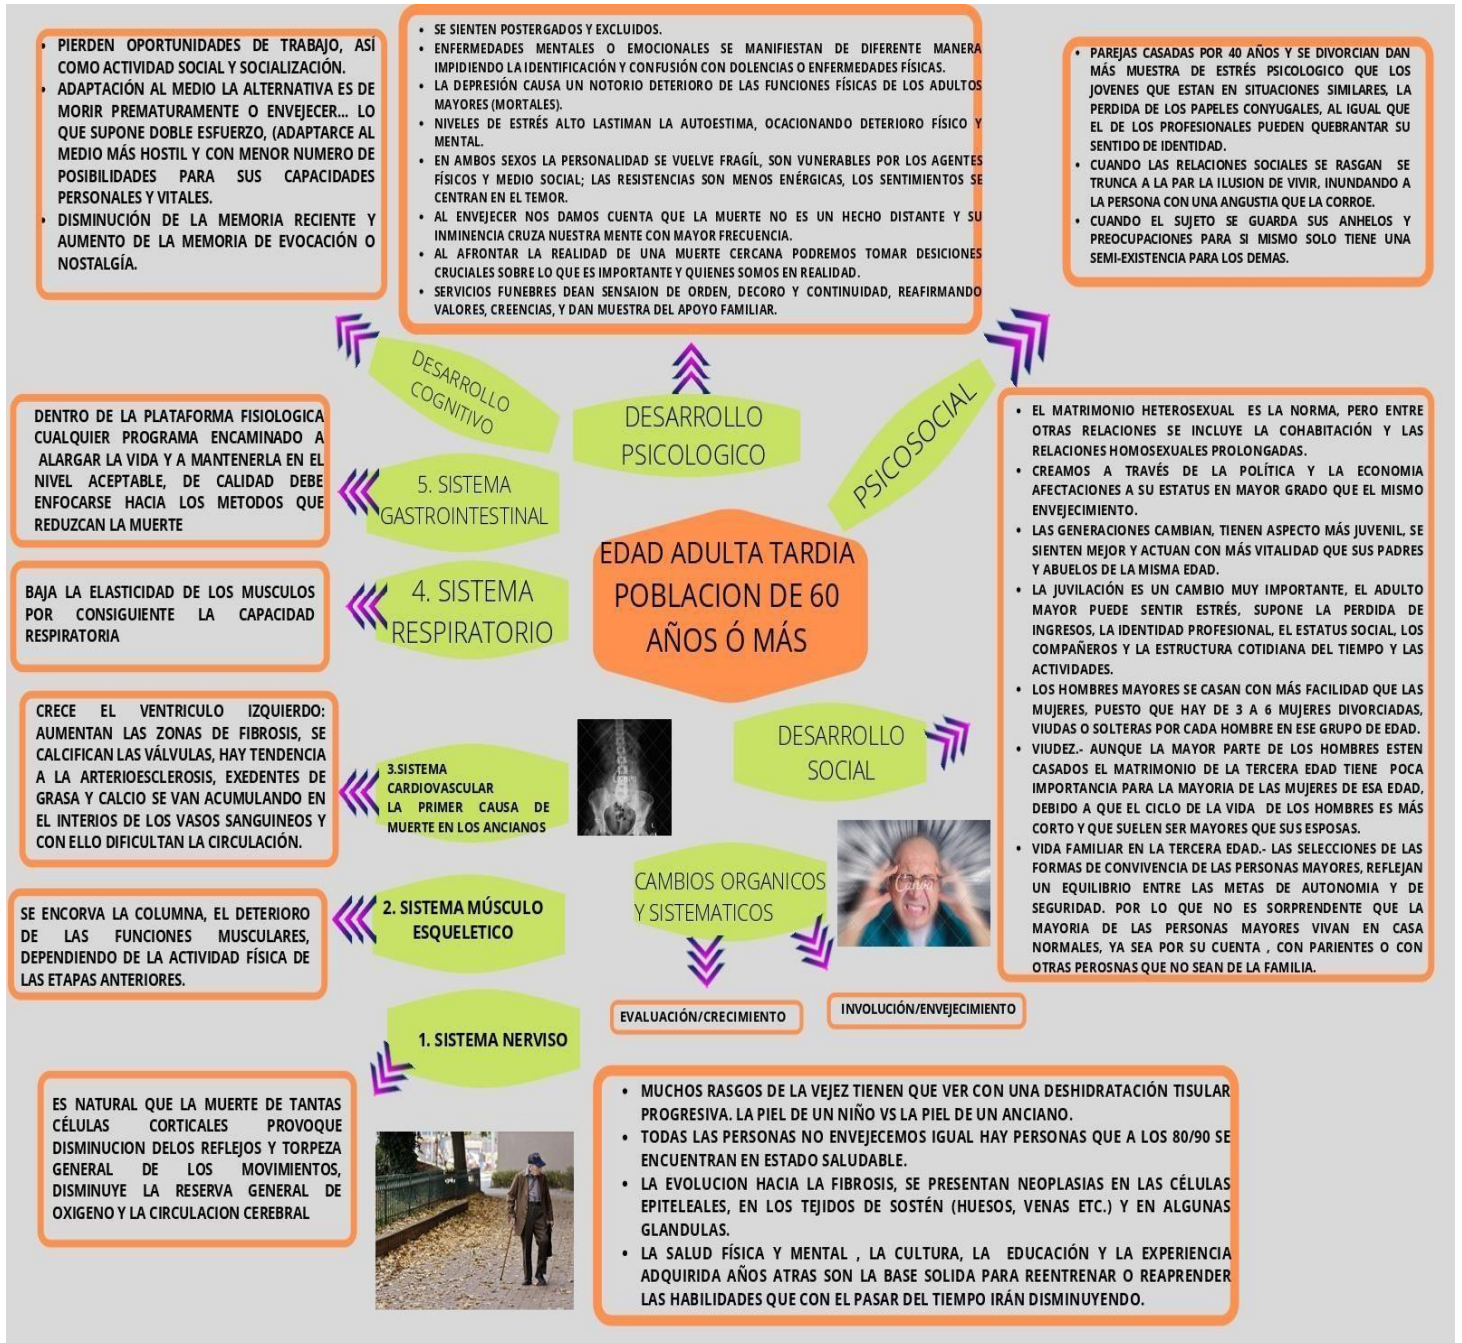 PIERDEN OPORTUNIDADES DE TRABAJO, ASÍ
COMO ACTIVIDAD SOCIAL Y SOCIALIZACIÓN.
ADAPTACIÓN AL MEDIO LA ALTERNATIVA ES DE
MORIR PREMATURAMENTE O ENVEJECER... LO
QUE SUPONE DOBLE ESFUERZO, (ADAPTARCE AL
MEDIO MÁS HOSTIL Y CON MENOR NUMERO DE
POSIBILIDADES PARA SUS CAPACIDADES
PERSONALES Y VITALES.
DISMINUCIÓN DE LA MEMORIA RECIENTE Y
AUMENTO DE LA MEMORIA DE EVOCACIÓN O
NOSTALGÍA.
SE SIENTEN POSTERGADOS Y EXCLUIDOS.
ENFERMEDADES MENTALES O EMOCIONALES SE MANIFIESTAN DE DIFERENTE MANERA
IMPIDIENDO LA IDENTIFICACIÓN Y CONFUSIÓN CON DOLENCIAS O ENFERMEDADES FÍSICAS.
LA DEPRESIÓN CAUSA UN NOTORIO DETERIORO DE LAS FUNCIONES FÍSICAS DE LOS ADULTOS
MAYORES (MORTALES).
NIVELES DE ESTRÉS ALTO LASTIMAN LA AUTOESTIMA, OCACIONANDO DETERIORO FÍSICO Y
MENTAL.
EN AMBOS SEXOS LA PERSONALIDAD SE VUELVE FRAGÍL, SON VUNERABLES POR LOS AGENTES
FÍSICOS Y MEDIO SOCIAL; LAS RESISTENCIAS SON MENOS ENÉRGICAS, LOS SENTIMIENTOS SE
CENTRAN EN EL TEMOR.
AL ENVEJECER NOS DAMOS CUENTA QUE LA MUERTE NO ES UN HECHO DISTANTE Y SU
INMINENCIA CRUZA NUESTRA MENTE CON MAYOR FRECUENCIA.
AL AFRONTAR LA REALIDAD DE UNA MUERTE CERCANA PODREMOS TOMAR DESICIONES
CRUCIALES SOBRE LO QUE ES IMPORTANTE Y QUIENES SOMOS EN REALIDAD.
SERVICIOS FUNEBRES DEAN SENSAION DE ORDEN, DECORO Y CONTINUIDAD, REAFIRMANDO
VALORES, CREENCIAS, Y DAN MUESTRA DEL APOYO FAMILIAR.
PAREJAS CASADAS POR 40 AÑOS Y SE DIVORCIAN DAN
MÁS MUESTRA DE ESTRÉS PSICOLOGICO QUE LOS
JOVENES QUE ESTAN EN SITUACIONES SIMILARES, LA
PERDIDA DE LOS PAPELES CONYUGALES, AL IGUAL QUE
EL DE LOS PROFESIONALES PUEDEN QUEBRANTAR SU
SENTIDO DE IDENTIDAD.
CUANDO LAS RELACIONES SOCIALES SE RASGAN SE
TRUNCA A LA PAR LA ILUSION DE VIVIR, INUNDANDO A
LA PERSONA CON UNA ANGUSTIA QUE LA CORROE.
CUANDO EL SUJETO SE GUARDA SUS ANHELOS Y
PREOCUPACIONES PARA SI MISMO SOLO TIENE UNA
SEMI-EXISTENCIA PARA LOS DEMAS.
DESARROLLO
COGNITIVO
DESARROLLO
PSICOLOGICO
PSICOSOCIAL
DENTRO DE LA PLATAFORMA FISIOLOGICA
CUALQUIER PROGRAMA ENCAMINADO A
ALARGAR LA VIDA Y A MANTENERLA EN EL
NIVEL ACEPTABLE, DE CALIDAD DEBE
ENFOCARSE HACIA LOS METODOS QUE
REDUZCAN LA MUERTE
5. SISTEMA
GASTROINTESTINAL
BAJA LA ELASTICIDAD DE LOS MUSCULOS
POR CONSIGUIENTE LA CAPACIDAD
RESPIRATORIA
4. SISTEMA
RESPIRATORIO
EDAD ADULTA TARDIA
POBLACION DE 60
AÑOS Ó MÁS
EL MATRIMONIO HETEROSEXUAL ES LA NORMA, PERO ENTRE
OTRAS RELACIONES SE INCLUYE LA COHABITACIÓN Y LAS
RELACIONES HOMOSEXUALES PROLONGADAS.
CREAMOS A TRAVÉS DE LA POLÍTICA Y LA ECONOMIA
AFECTACIONES A SU ESTATUS EN MAYOR GRADO QUE EL MISMO
ENVEJECIMIENTO.
LAS GENERACIONES CAMBIAN, TIENEN ASPECTO MÁS JUVENIL, SE
SIENTEN MEJOR Y ACTUAN CON MÁS VITALIDAD QUE SUS PADRES
Y ABUELOS DE LA MISMA EDAD.
LA JUVILACIÓN ES UN CAMBIO MUY IMPORTANTE, EL ADULTO
MAYOR PUEDE SENTIR ESTRÉS, SUPONE LA PERDIDA DE
INGRESOS, LA IDENTIDAD PROFESIONAL, EL ESTATUS SOCIAL, LOS
COMPAÑEROS Y LA ESTRUCTURA COTIDIANA DEL TIEMPO Y LAS
ACTIVIDADES.
LOS HOMBRES MAYORES SE CASAN CON MÁS FACILIDAD QUE LAS
MUJERES, PUESTO QUE HAY DE 3 A 6 MUJERES DIVORCIADAS,
VIUDAS O SOLTERAS POR CADA HOMBRE EN ESE GRUPO DE EDAD.
VIUDEZ.- AUNQUE LA MAYOR PARTE DE LOS HOMBRES ESTEN
CASADOS EL MATRIMONIO DE LA TERCERA EDAD TIENE POCA
IMPORTANCIA PARA LA MAYORIA DE LAS MUJERES DE ESA EDAD,
DEBIDO A QUE EL CICLO DE LA VIDA DE LOS HOMBRES ES MÁS
CORTO Y QUE SUELEN SER MAYORES QUE SUS ESPOSAS.
VIDA FAMILIAR EN LA TERCERA EDAD.- LAS SELECCIONES DE LAS
FORMAS DE CONVIVENCIA DE LAS PERSONAS MAYORES, REFLEJAN
UN EQUILIBRIO ENTRE LAS METAS DE AUTONOMIA Y DE
SEGURIDAD. POR LO QUE NO ES SORPRENDENTE QUE LA
MAYORIA DE LAS PERSONAS MAYORES VIVAN EN CASA
NORMALES, YA SEA POR SU CUENTA , CON PARIENTES O CON
OTRAS PEROSNAS QUE NO SEAN DE LA FAMILIA.
DESARROLLO
SOCIAL
CRECE EL VENTRICULO IZQUIERDO:
AUMENTAN LAS ZONAS DE FIBROSIS, SE
CALCIFICAN LAS VÁLVULAS, HAY TENDENCIA
A LA ARTERIOESCLEROSIS, EXEDENTES DE
GRASA Y CALCIO SE VAN ACUMULANDO EN
EL INTERIOS DE LOS VASOS SANGUINEOS Y
CON ELLO DIFICULTAN LA CIRCULACIÓN.
3.SISTEMA
CARDIOVASCULAR
LA PRIMER CAUSA DE
MUERTE EN LOS ANCIANOS
L
CAMBIOS ORGANICOS
Y SISTEMATICOS
Canva
SE ENCORVA LA COLUMNA, EL DETERIORO
DE LAS FUNCIONES MUSCULARES,
DEPENDIENDO DE LA ACTIVIDAD FÍSICA DE
LAS ETAPAS ANTERIORES.
2. SISTEMA MÚSCULO
ESQUELETICO
EVALUACIÓN/CRECIMIENTO
INVOLUCIÓN/ENVEJECIMIENTO
1. SISTEMA NERVISO
ES NATURAL QUE LA MUERTE DE TANTAS
CÉLULAS CORTICALES PROVOQUE
DISMINUCION DELOS REFLEJOS Y TORPEZA
GENERAL DE LOS MOVIMIENTOS,
DISMINUYE LA RESERVA GENERAL DE
OXIGENO Y LA CIRCULACION CEREBRAL
MUCHOS RASGOS DE LA VEJEZ TIENEN QUE VER CON UNA DESHIDRATACIÓN TISULAR
PROGRESIVA. LA PIEL DE UN NIÑO VS LA PIEL DE UN ANCIANO.
TODAS LAS PERSONAS NO ENVEJECEMOS IGUAL HAY PERSONAS QUE A LOS 80/90 SE
ENCUENTRAN EN ESTADO SALUDABLE.
LA EVOLUCION HACIA LA FIBROSIS, SE PRESENTAN NEOPLASIAS EN LAS CÉLULAS
EPITELEALES, EN LOS TEJIDOS DE SOSTÉN (HUESOS, VENAS ETC.) Y EN ALGUNAS
GLANDULAS.
LA SALUD FÍSICA Y MENTAL , LA CULTURA, LA EDUCACIÓN Y LA EXPERIENCIA
ADQUIRIDA AÑOS ATRAS SON LA BASE SOLIDA PARA REENTRENAR O REAPRENDER
LAS HABILIDADES QUE CON EL PASAR DEL TIEMPO IRÁN DISMINUYENDO.